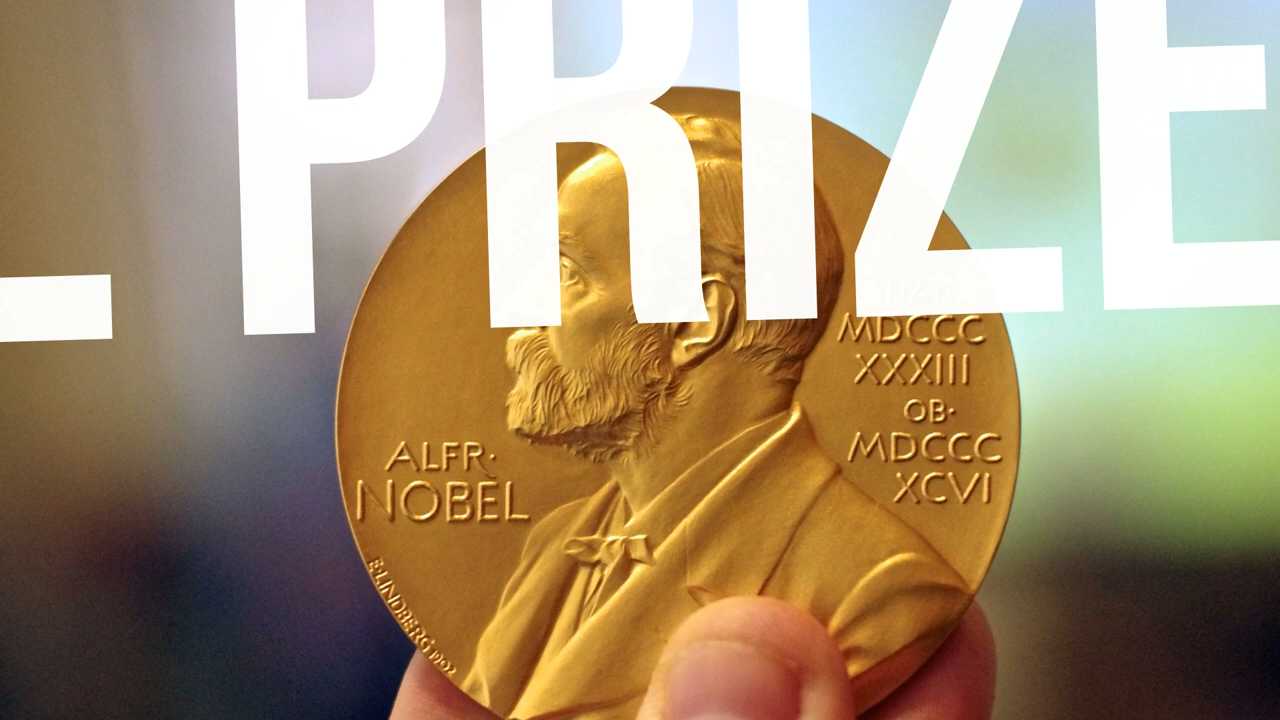 PRIZE
MDCCC
XXXIII
OB·
MDCCC
XCVI
ALFR·
NOBEL
E·LINDBERG 1902